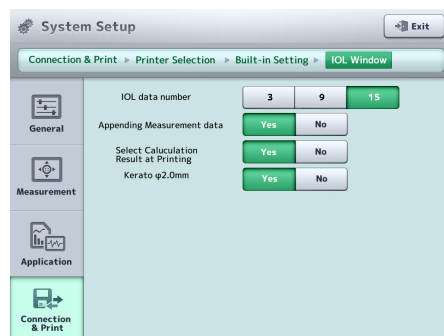 System Setup
Exit
Connection & Print ▶ Printer Selection ▶ Built-in Setting ▶ IOL Window
General
Measurement
Application
Connection
& Print
IOL data number 3 9 15
Appending Measurement data Yes No
Select Caluculation
Result at Printing Yes No
Kerato φ2.0mm Yes No